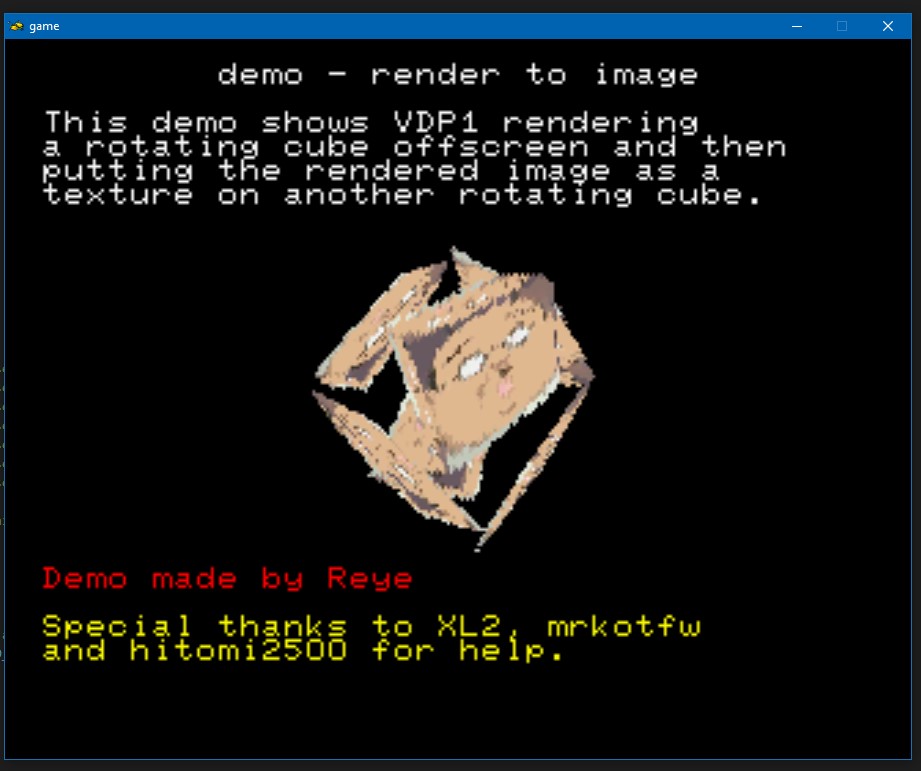 game
demo - render to image
This demo shows VDP1 rendering
a rotating cube offscreen and then
putting the rendered image as a
texture on another rotating cube.
Demo made by Reye
Special thanks to XL2, mrkotfw
and hitomi2500 for help.